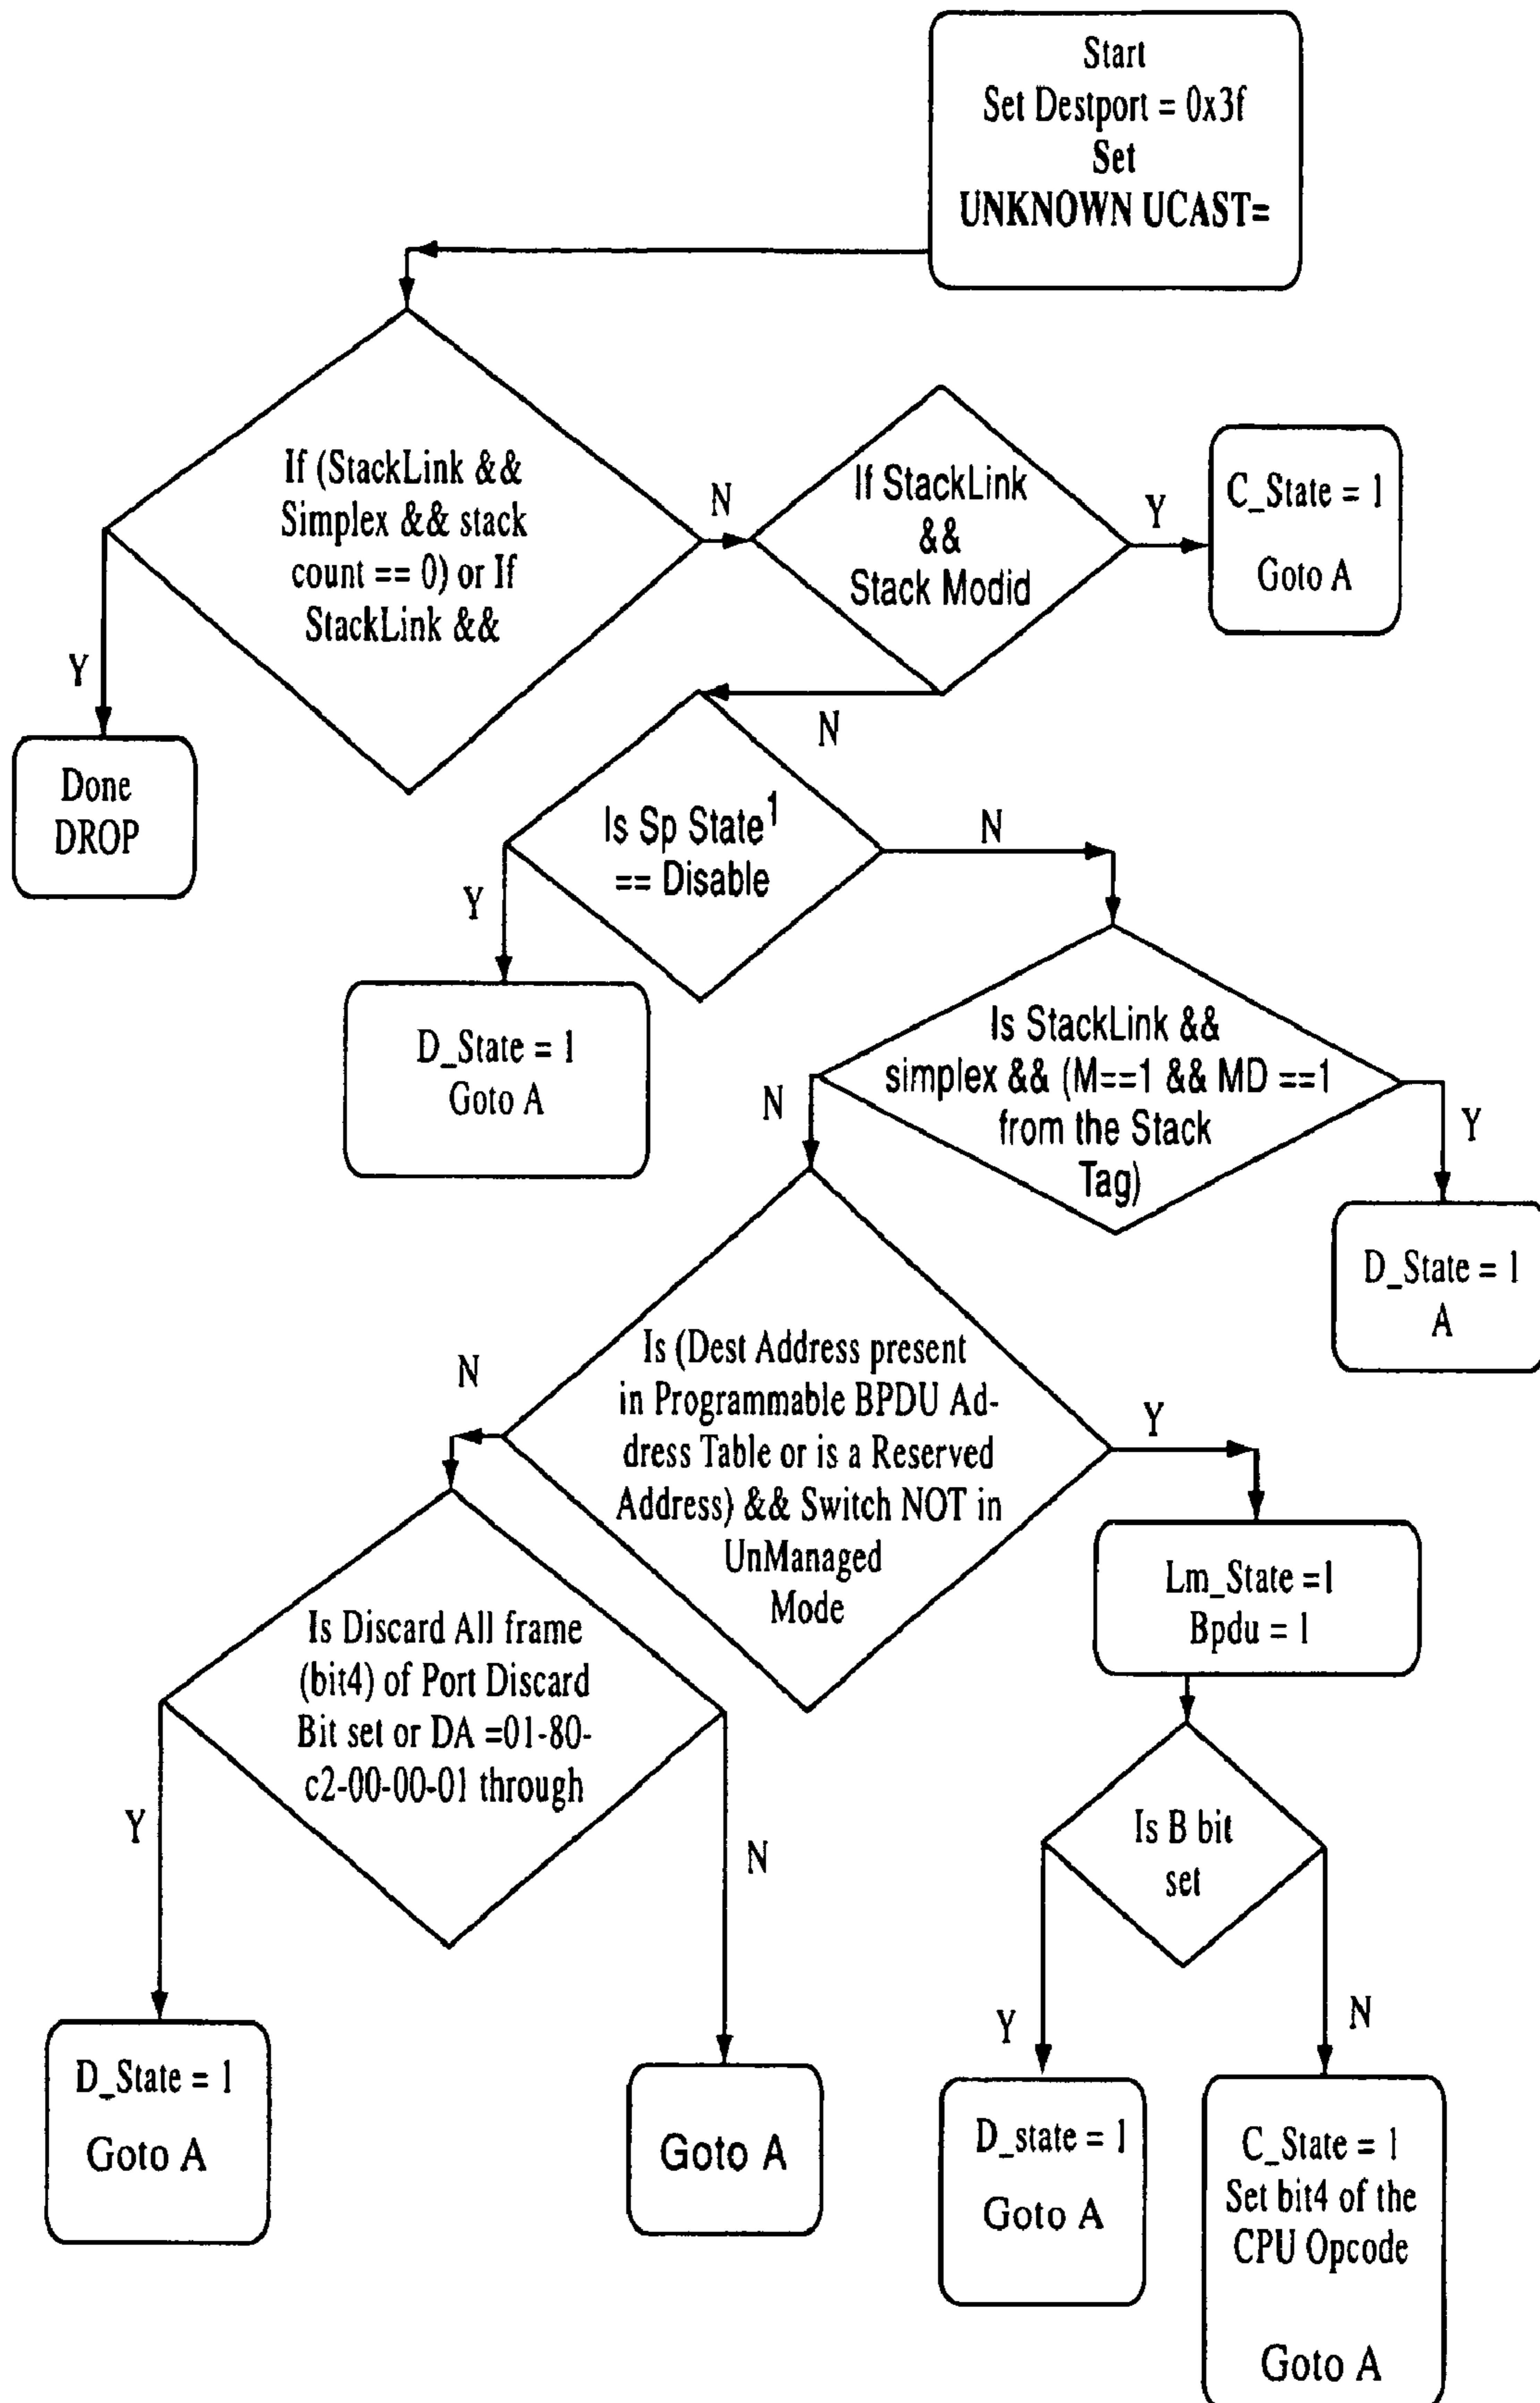 Start
Set Destport = 0x3f
Set
UNKNOWN UCAST=
If (StackLink &&
Simplex && stack
count == 0) or If
StackLink &&
N
If StackLink
&&
Stack Modid
Y
C_State = 1
Goto A
Y
Done
DROP
N
Is Sp State1
== Disable
N
Y
D_State = 1
Goto A
Is StackLink &&
simplex && (M==1 && MD ==1
from the Stack
Tag)
N
Y
D_State = 1
A
Is (Dest Address present
in Programmable BPDU Ad-
dress Table or is a Reserved
Address) && Switch NOT in
UnManaged
Mode
N
Y
Lm_State =1
Bpdu = 1
Is Discard All frame
(bit4) of Port Discard
Bit set or DA =01-80-
c2-00-00-01 through
Y
N
Is B bit
set
Y
N
D_State = 1
Goto A
Goto A
D_state = 1
Goto A
C_State = 1
Set bit4 of the
CPU Opcode
Goto A